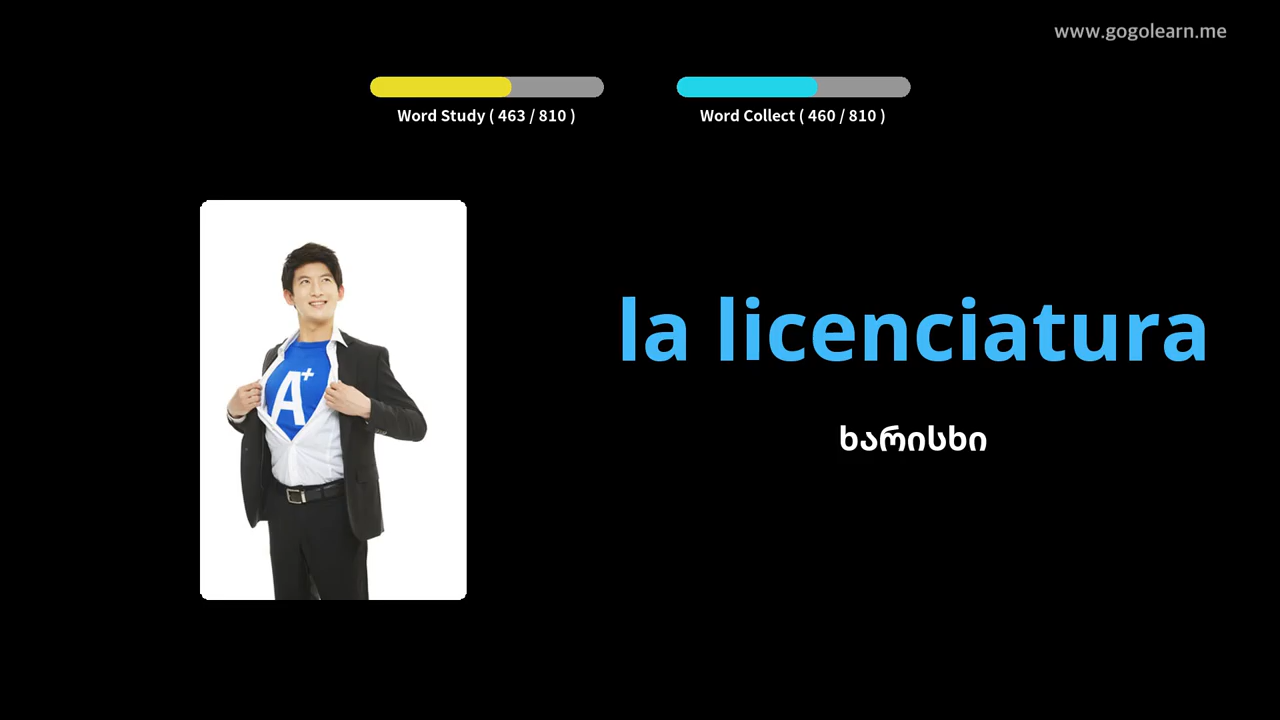 www.gogolearn.me
Word Study ( 463 / 810 )
Word Collect ( 460 / 810 )
A+
la licenciatura
ხარისხი